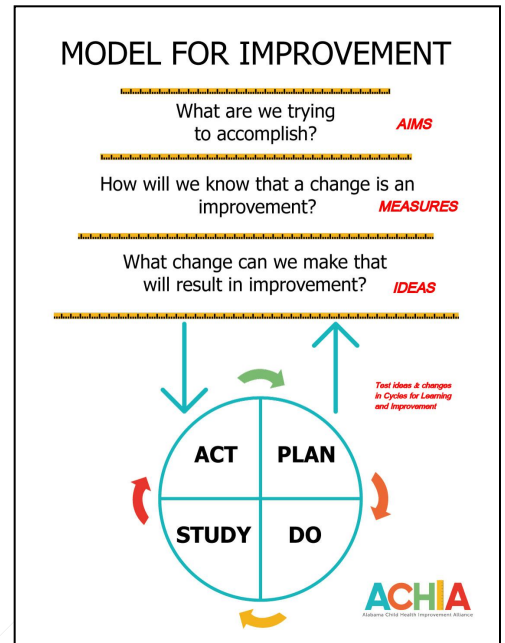 MODEL FOR IMPROVEMENT
What are we trying
to accomplish?
AIMS
How will we know that a change is an
improvement?
MEASURES
What change can we make that
will result in improvement?
IDEAS
Test ideas & changes
in Cycles for Learning
and Improvement
ACT
PLAN
STUDY
DO
ACHIA
Alabama Child Health Improvement Alliance